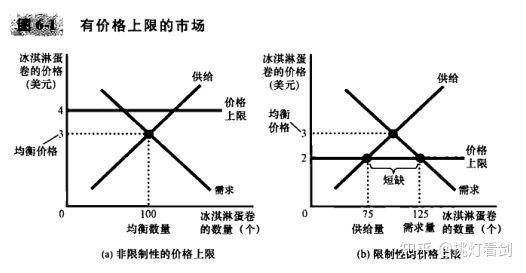 图 6-1 有价格上限的市场
冰淇淋蛋
卷的价格
(美元)
供给
4
价格
上限
均衡价格
3
需求
0
100
均衡数量
冰淇淋蛋卷
的数量(个)
(a) 非限制性的价格上限
冰淇淋蛋
卷的价格
(美元)
供给
均衡
价格
3
价格
上限
2
短缺
需求
0
75
125
供给量
需求量
冰淇淋蛋卷
的数量(个)
(b) 限制性的价格上限
知乎 @挑灯看剑